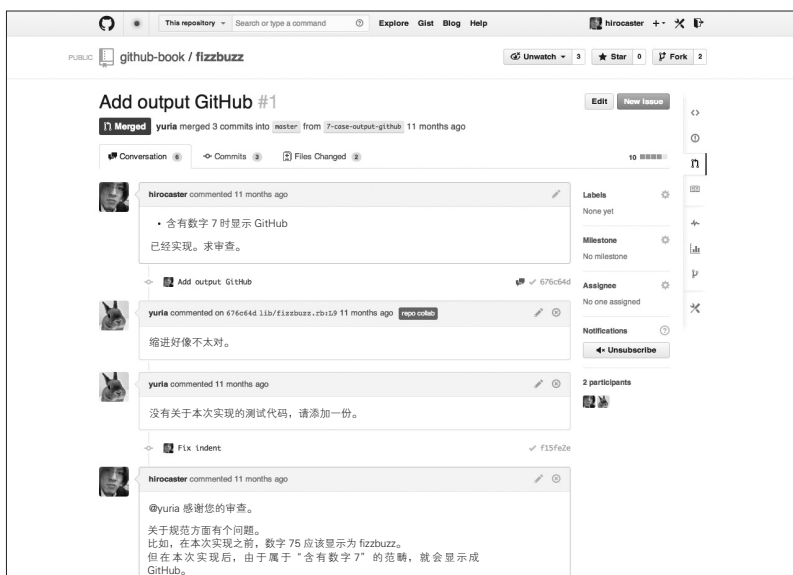 This repository Search or type a command Explore Gist Blog Help hirocaster
PUBLIC github-book / fizzbuzz Unwatch 3 Star 0 Fork 2
Add output GitHub #1 Edit New Issue
Merged yuria merged 3 commits into master from 7-case-output-github 11 months ago
Conversation 6 Commits 3 Files Changed 2 10
hirocaster commented 11 months ago
• 含有数字 7 时显示 GitHub
已经实现。求审查。
Add output GitHub 676c64d
yuria commented on 676c64d lib/fizzbuzz.rb:L9 11 months ago repo collab
缩进好像不太对。
yuria commented 11 months ago
没有关于本次实现的测试代码，请添加一份。
Fix indent f15fe2e
hirocaster commented 11 months ago
@yuria 感谢您的审查。
关于规范方面有个问题。
比如，在本次实现之前，数字 75 应该显示为 fizzbuzz。
但在本次实现后，由于属于“含有数字 7”的范畴，就会显示成
GitHub。
Labels
None yet
Milestone
No milestone
Assignee
No one assigned
Notifications
Unsubscribe
2 participants